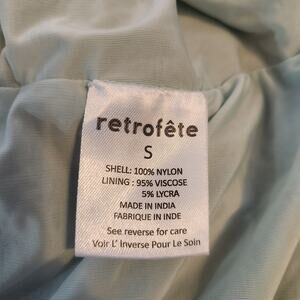 retrofête
S
SHELL: 100% NYLON
LINING : 95% VISCOSE
5% LYCRA
MADE IN INDIA
FABRIQUE IN INDE
See reverse for care
Voir L' Inverse Pour Le Soin